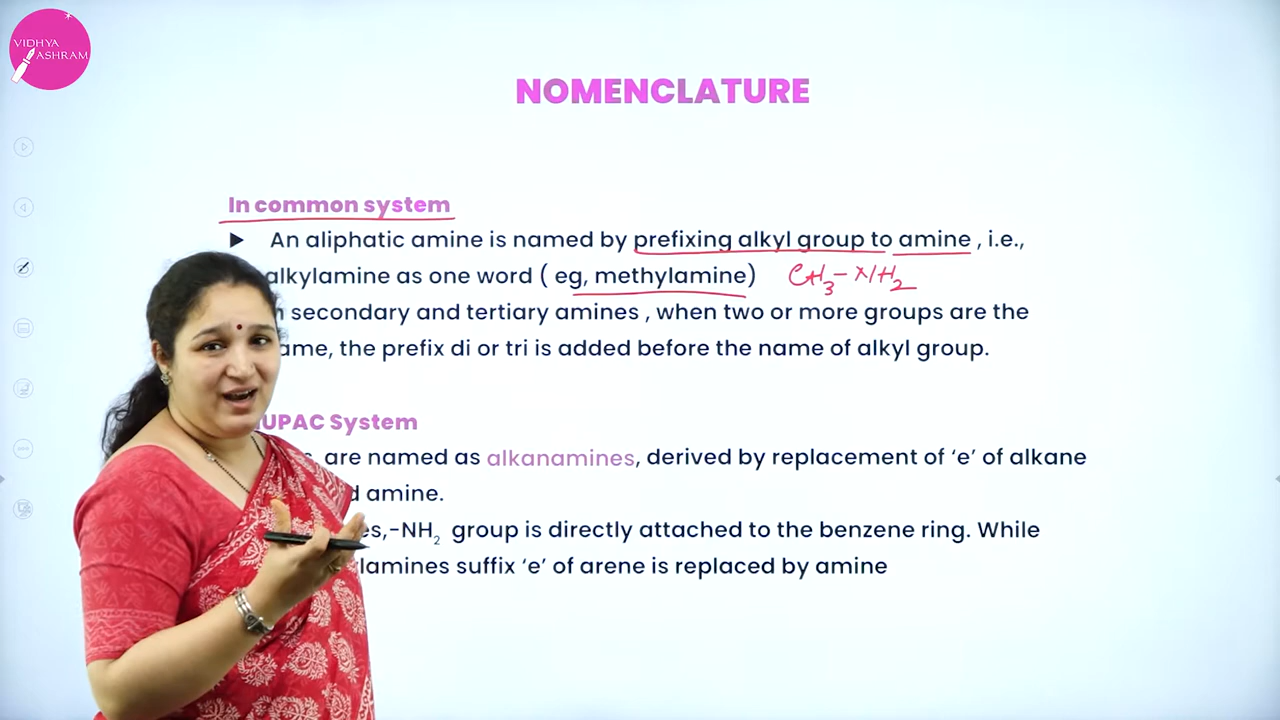 VIDHYA
ASHRAM
NOMENCLATURE
In common system
▶ An aliphatic amine is named by prefixing alkyl group to amine , i.e.,
alkylamine as one word ( eg, methylamine) CH3-NH2
secondary and tertiary amines , when two or more groups are the
ame, the prefix di or tri is added before the name of alkyl group.
IUPAC System
are named as alkanamines, derived by replacement of ‘e’ of alkane
d amine.
es,-NH2 group is directly attached to the benzene ring. While
lamines suffix ‘e’ of arene is replaced by amine